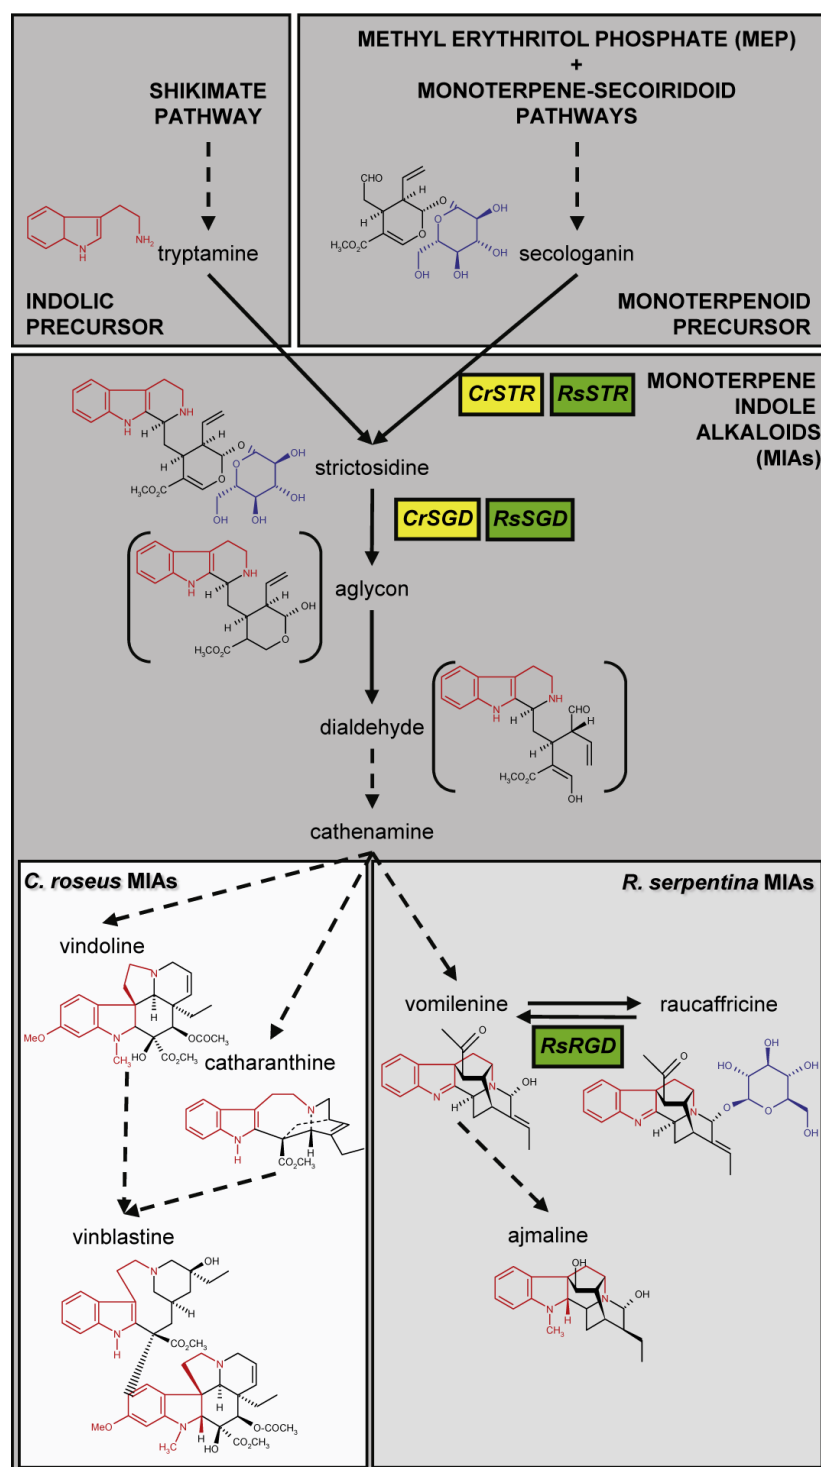 SHIKIMATE
PATHWAY
METHYL ERYTHRITOL PHOSPHATE (MEP)
+
MONOTERPENE-SECOIRIDOID
PATHWAYS
NH₂
N
H
tryptamine
INDOLIC
PRECURSOR
CHO
H
H
O
O
H₃CO₂C
O
OH
OH
OH
OH
secologanin
MONOTERPENOID
PRECURSOR
CrSTR
RsSTR
MONOTERPENE
INDOLE
ALKALOIDS
(MIAs)
N
H
NH
H
H
H
O
O
H₃CO₂C
O
OH
OH
OH
OH
strictosidine
CrSGD
RsSGD
N
H
NH
H
H
H
OH
O
H₃CO₂C
aglycon
dialdehyde
N
H
NH
H
CHO
H
H
H₃CO₂C
OH
cathenamine
C. roseus MIAs
R. serpentina MIAs
vindoline
N
H
MeO
N
CH₃
HO
CO₂CH₃
OCOCH₃
catharanthine
N
N
H
H
CO₂CH₃
vinblastine
N
OH
H
N
H
CO₂CH₃
N
H
MeO
N
H₃C
H
HO
CO₂CH₃
O-COCH₃
vomilenine
raucaffricine
RsRGD
O
N
N
H
OH
O
N
N
H
O
O
HO
HO
OH
OH
ajmaline
OH
N
N
CH₃
H
OH